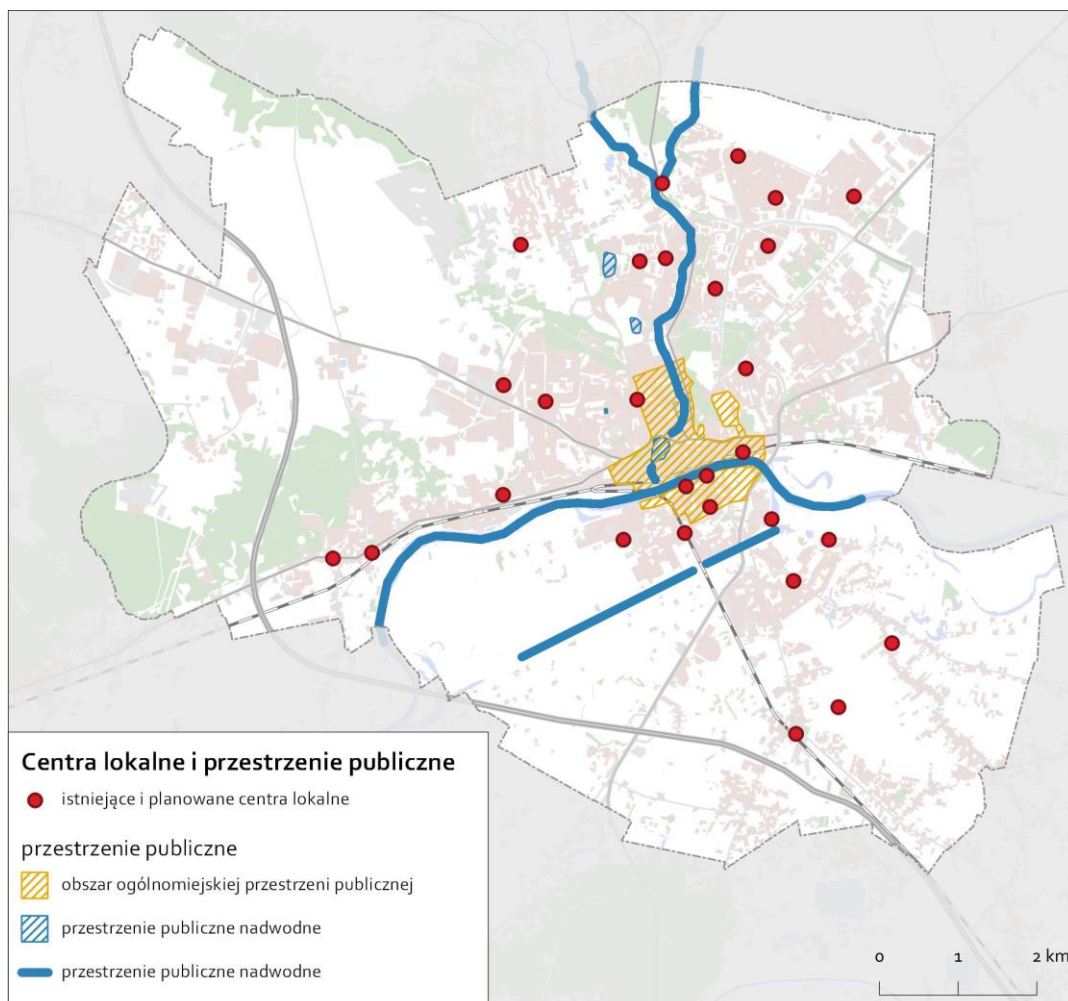 Centra lokalne i przestrzenie publiczne
istniejące i planowane centra lokalne
przestrzenie publiczne
obszar ogólnomiejskiej przestrzeni publicznej
przestrzenie publiczne nadwodne
przestrzenie publiczne nadwodne
0 1 2 km